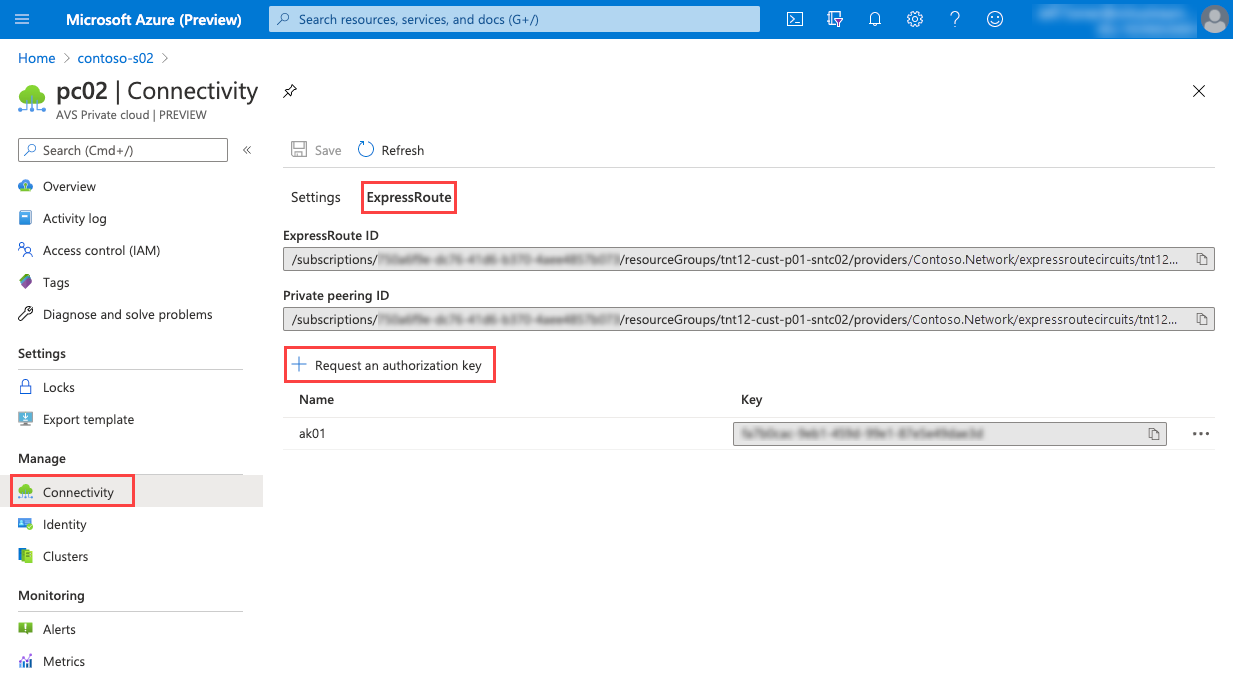 Microsoft Azure (Preview)
Search resources, services, and docs (G+/)
Home > contoso-s02 >
pc02 | Connectivity
AVS Private cloud | PREVIEW
Search (Cmd+/)
«
Overview
Activity log
Access control (IAM)
Tags
Diagnose and solve problems
Settings
Locks
Export template
Manage
Connectivity
Identity
Clusters
Monitoring
Alerts
Metrics
Save
Refresh
Settings
ExpressRoute
ExpressRoute ID
/subscriptions/ /resourceGroups/tnt12-cust-p01-sntc02/providers/Contoso.Network/expressroutecircuits/tnt12...
Private peering ID
/subscriptions/ /resourceGroups/tnt12-cust-p01-sntc02/providers/Contoso.Network/expressroutecircuits/tnt12...
+ Request an authorization key
Name Key
ak01